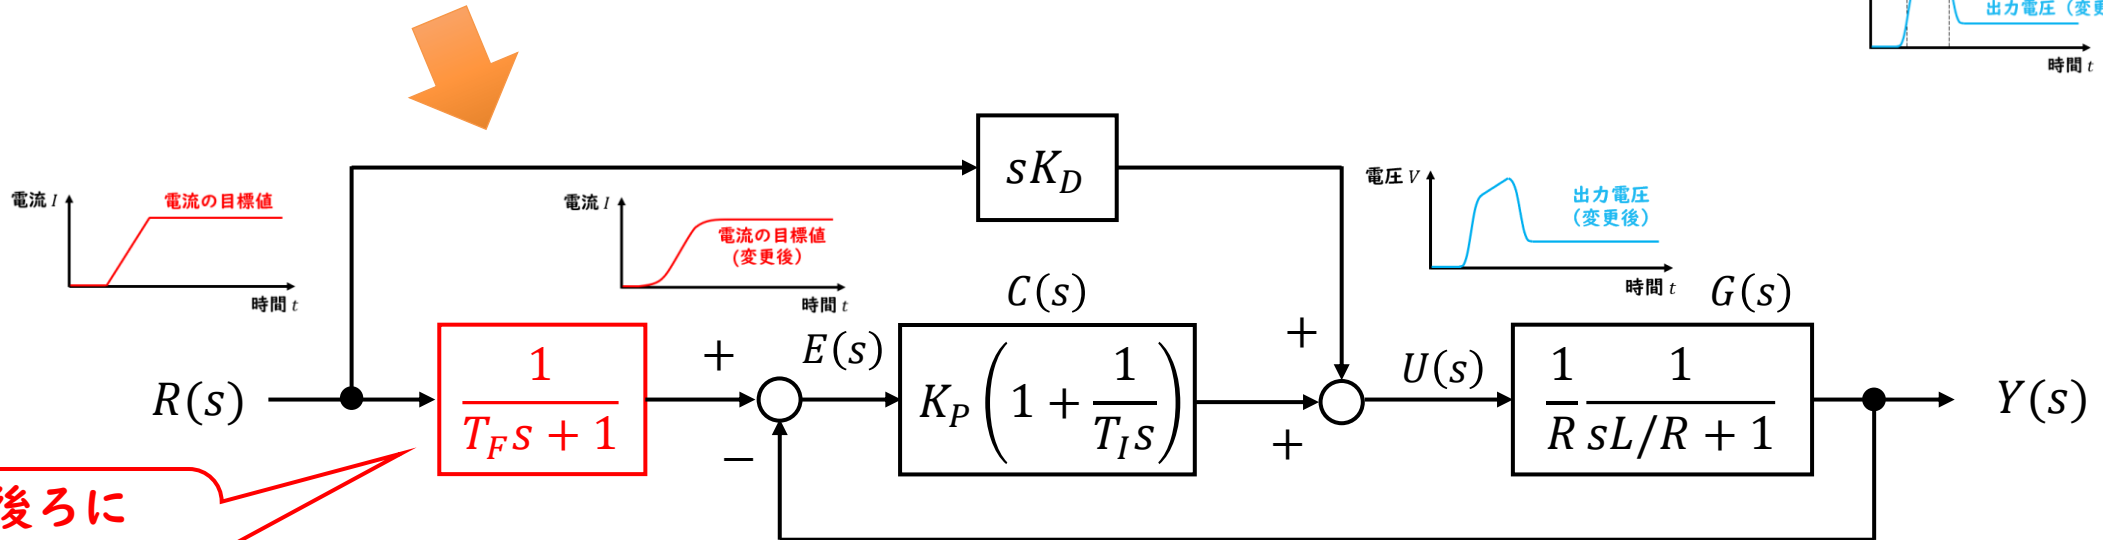 出力電圧（変更
時間 t
sK_D
電流 I
電流の目標値
時間 t
電流 I
電流の目標値
（変更後）
時間 t
電圧 V
出力電圧
（変更後）
時間 t
C(s)
G(s)
R(s)
1
T_F s + 1
+
−
E(s)
K_P (1 + 1/(T_I s))
+
+
U(s)
1/R 1/(sL/R + 1)
Y(s)
後ろに